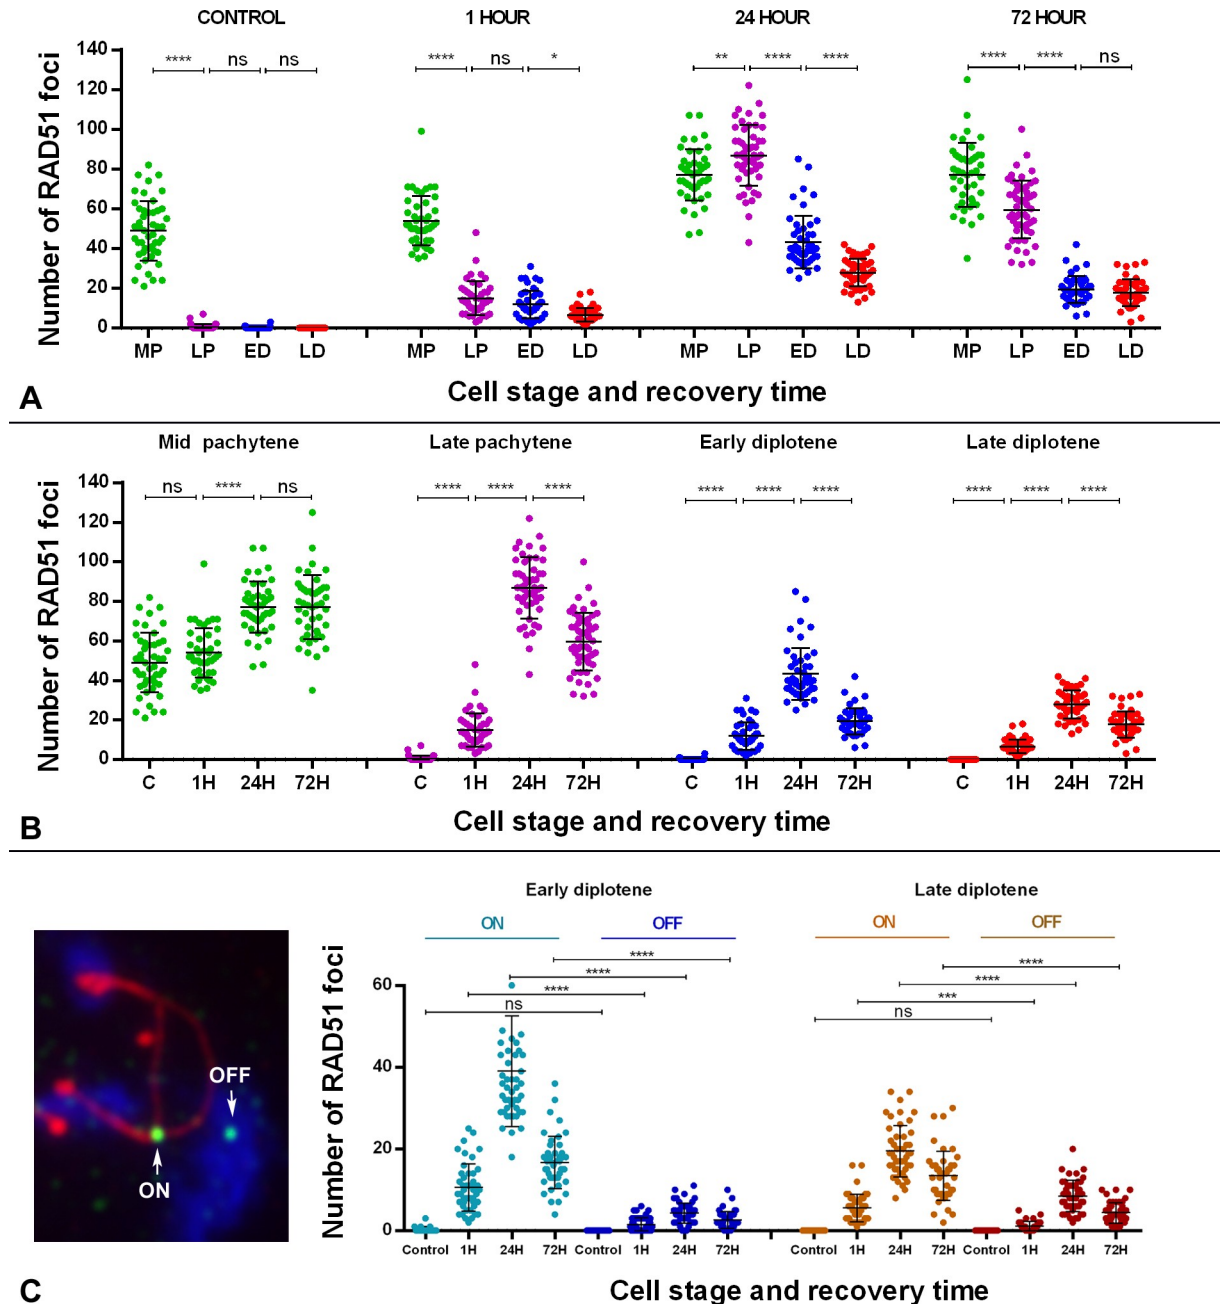 CONTROL 1 HOUR 24 HOUR 72 HOUR
**** ns ns **** ns * ** **** **** **** **** ns
Number of RAD51 foci
140
120
100
80
60
40
20
0
MP LP ED LD MP LP ED LD MP LP ED LD MP LP ED LD
Cell stage and recovery time
A
Mid pachytene Late pachytene Early diplotene Late diplotene
ns **** ns **** **** **** **** **** **** **** **** ****
Number of RAD51 foci
140
120
100
80
60
40
20
0
C 1H 24H 72H C 1H 24H 72H C 1H 24H 72H C 1H 24H 72H
Cell stage and recovery time
B
Early diplotene Late diplotene
ON OFF ON OFF
**** ****
**** ****
**** ***
ns ns
OFF
ON
Number of RAD51 foci
60
40
20
0
Control 1H 24H 72H Control 1H 24H 72H Control 1H 24H 72H Control 1H 24H 72H
Cell stage and recovery time
C